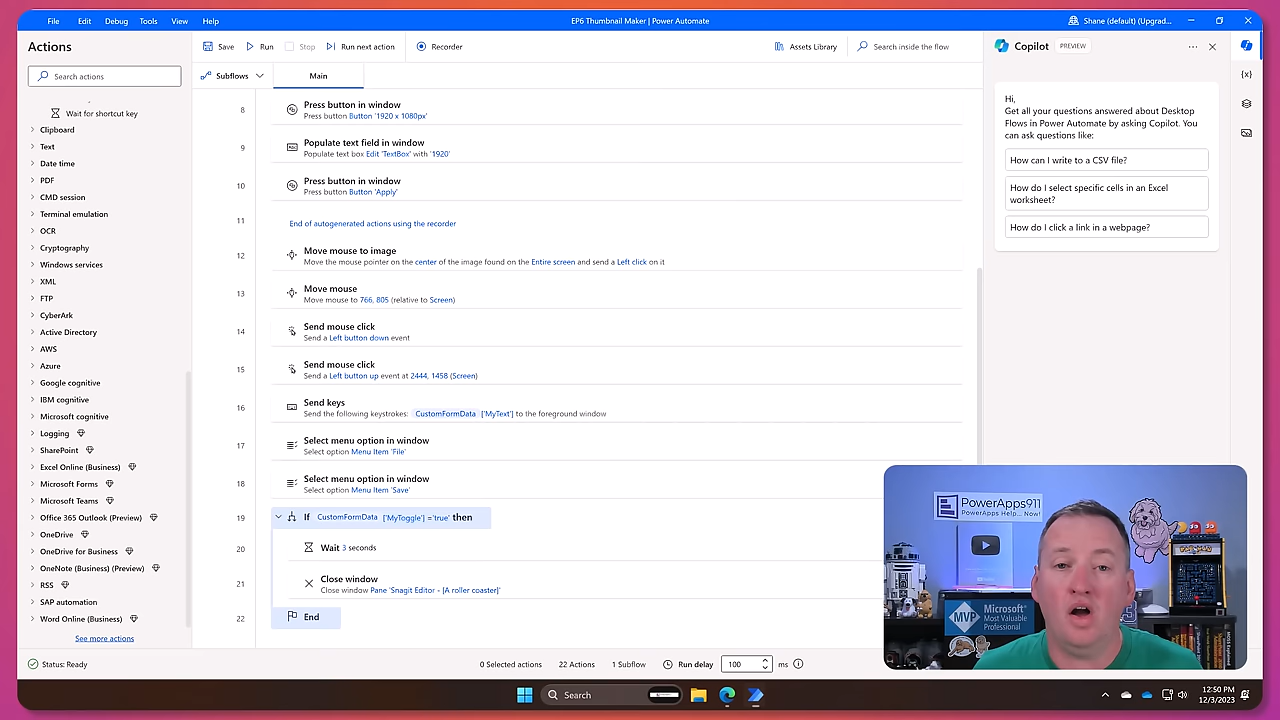 File Edit Debug Tools View Help
EP6 Thumbnail Maker | Power Automate
Shane (default) (Upgrad...
Actions
Search actions
Wait for shortcut key
Clipboard
Text
Date time
PDF
CMD session
Terminal emulation
OCR
Cryptography
Windows services
XML
FTP
CyberArk
Active Directory
AWS
Azure
Google cognitive
IBM cognitive
Microsoft cognitive
Logging
SharePoint
Excel Online (Business)
Microsoft Forms
Microsoft Teams
Office 365 Outlook (Preview)
OneDrive
OneDrive for Business
OneNote (Business) (Preview)
RSS
SAP automation
Word Online (Business)
See more actions
Save Run Stop Run next action Recorder
Assets Library Search inside the flow
Subflows Main
8 Press button in window
Press button Button '1920 x 1080px'
9 Populate text field in window
Populate text box Edit 'TextBox' with '1920'
10 Press button in window
Press button Button 'Apply'
11 End of autogenerated actions using the recorder
12 Move mouse to image
Move the mouse pointer on the center of the image found on the Entire screen and send a Left click on it
13 Move mouse
Move mouse to 766, 805 (relative to Screen)
14 Send mouse click
Send a Left button down event
15 Send mouse click
Send a Left button up event at 2444, 1458 (Screen)
16 Send keys
Send the following keystrokes: CustomFormData ['MyText'] to the foreground window
17 Select menu option in window
Select option Menu Item 'File'
18 Select menu option in window
Select option Menu Item 'Save'
19 If CustomFormData ['MyToggle'] ='true' then
20 Wait 3 seconds
21 Close window
Close window Pane 'Snagit Editor - [A roller coaster]'
22 End
Copilot PREVIEW
Hi,
Get all your questions answered about Desktop
Flows in Power Automate by asking Copilot. You
can ask questions like:
How can I write to a CSV file?
How do I select specific cells in an Excel
worksheet?
How do I click a link in a webpage?
{x}
PowerApps911
PowerApps Help... Now!
MVP Microsoft®
Most Valuable
Professional
Status: Ready
0 Selected actions 22 Actions 1 Subflow Run delay 100 ms
Search
12:50 PM
12/3/2023